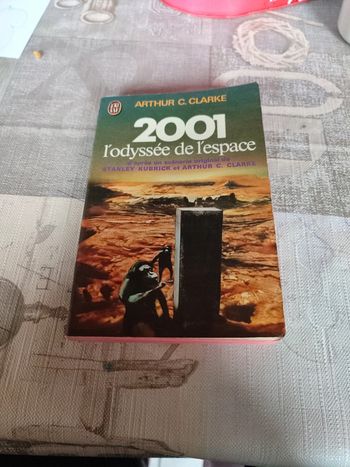 ARTHUR C. CLARKE
2001
l'odyssée de l'espace
d'après un scénario original de
STANLEY KUBRICK et ARTHUR C. CLARKE